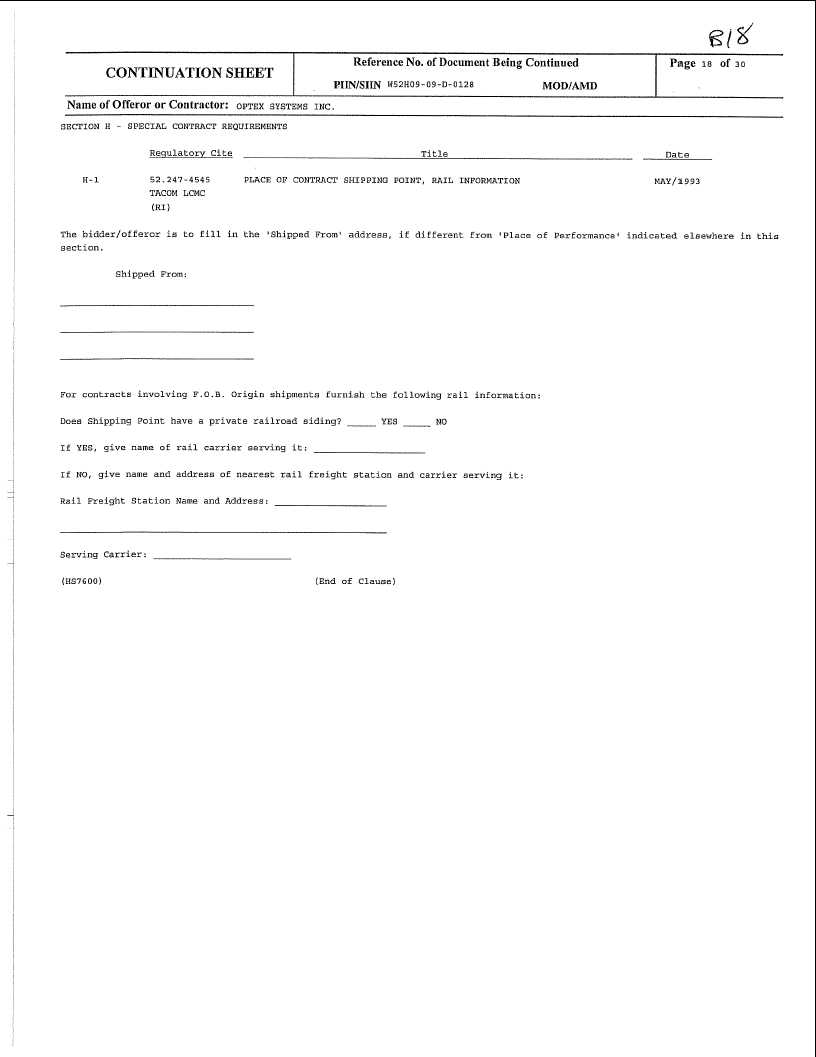 B18
CONTINUATION SHEET
Reference No. of Document Being Continued
PIIN/SIIN W52H09-09-D-0128 MOD/AMD
Page 18 of 30
Name of Offeror or Contractor: OPTEX SYSTEMS INC.
SECTION H - SPECIAL CONTRACT REQUIREMENTS
Regulatory Cite Title Date
H-1 52.247-4545 PLACE OF CONTRACT SHIPPING POINT, RAIL INFORMATION MAY/1993
TACOM LCMC
(RI)
The bidder/offeror is to fill in the 'Shipped From' address, if different from 'Place of Performance' indicated elsewhere in this
section.
Shipped From:
For contracts involving F.O.B. Origin shipments furnish the following rail information:
Does Shipping Point have a private railroad siding? _____ YES _____ NO
If YES, give name of rail carrier serving it: ____________________
If NO, give name and address of nearest rail freight station and carrier serving it:
Rail Freight Station Name and Address: ____________________
Serving Carrier: _________________________
(HS7600) (End of Clause)